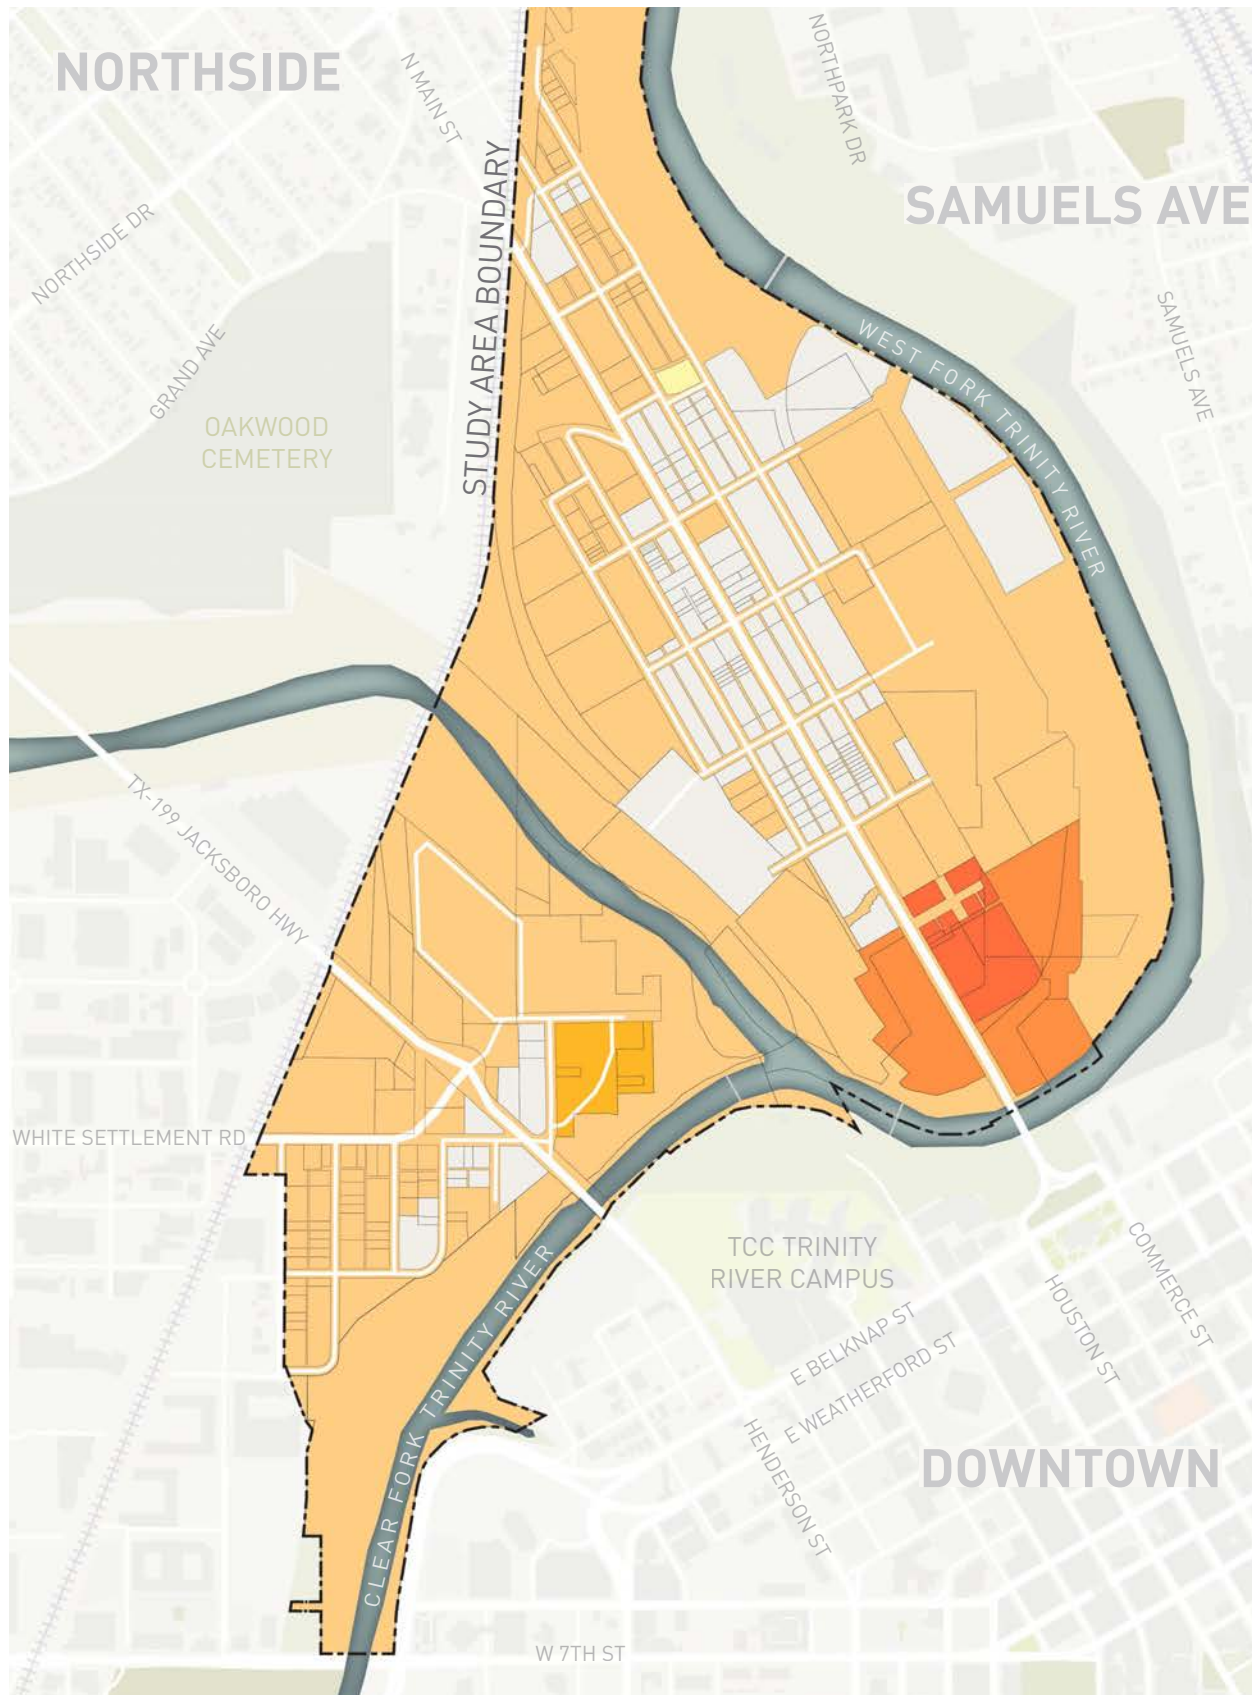 NORTHSIDE
N MAIN ST
NORTHPARK DR
STUDY AREA BOUNDARY
SAMUELS AVE
NORTHSIDE DR
SAMUELS AVE
GRAND AVE
WEST FORK TRINITY RIVER
OAKWOOD
CEMETERY
TX-199 JACKSBORO HWY
WHITE SETTLEMENT RD
TCC TRINITY
RIVER CAMPUS
COMMERCE ST
HOUSTON ST
E BELKNAP ST
E WEATHERFORD ST
CLEAR FORK TRINITY RIVER
HENDERSON ST
DOWNTOWN
W 7TH ST